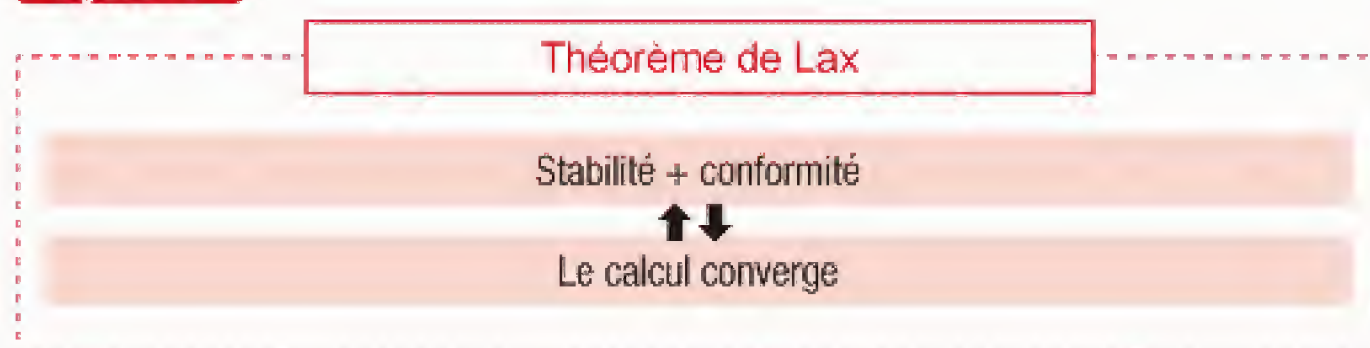 Théorème de Lax
Stabilité + conformité
Le calcul converge